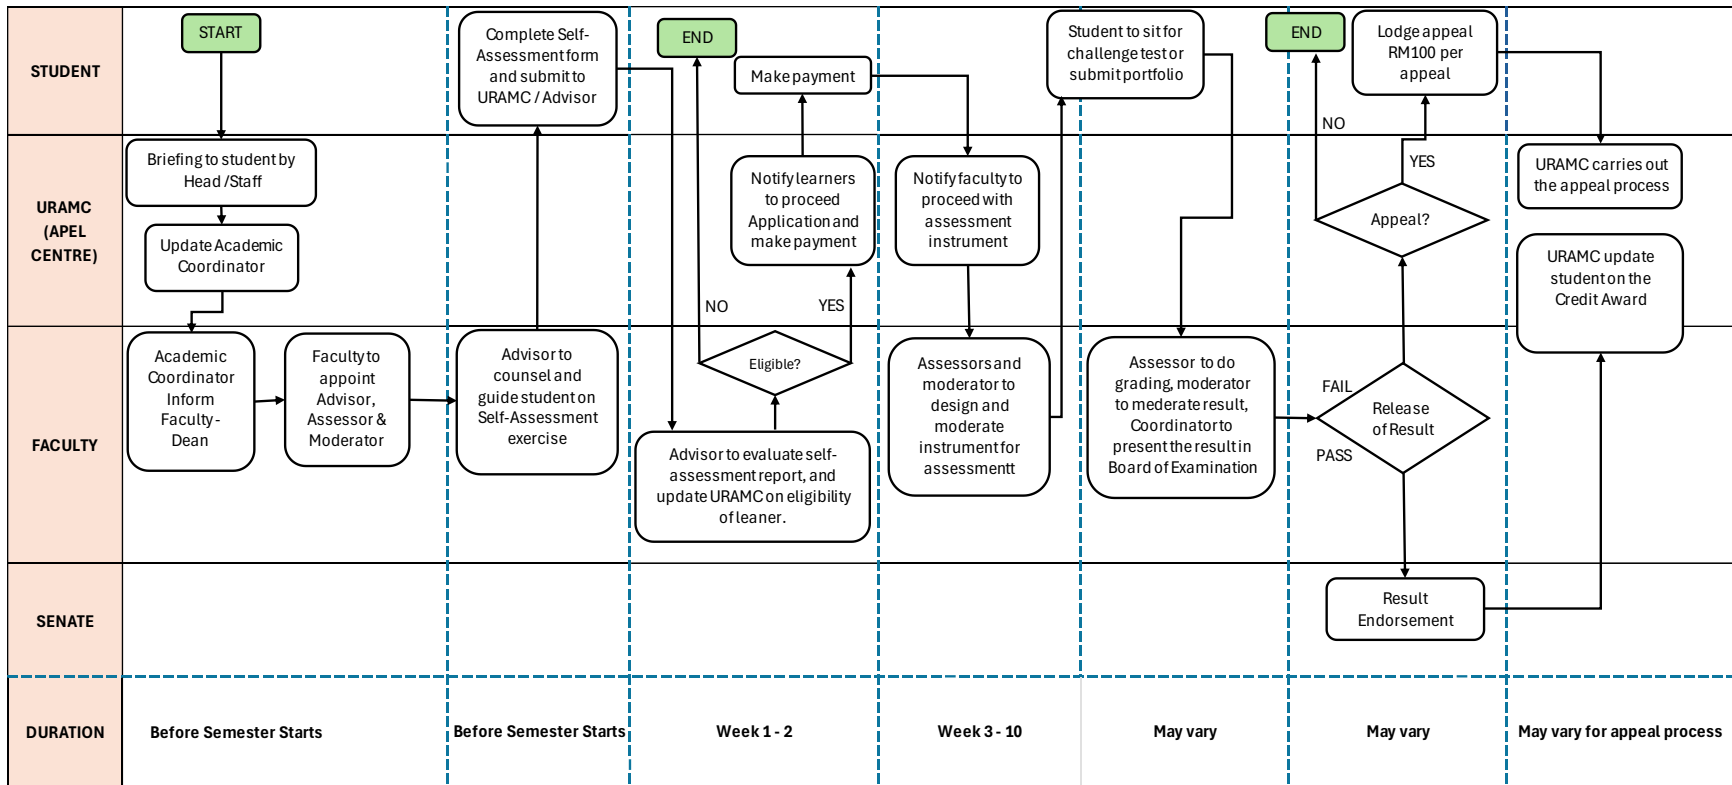 STUDENT
START
Complete Self-
Assessment form
and submit to
URAMC / Advisor
END
Make payment
Student to sit for
challenge test or
submit portfolio
END
Lodge appeal
RM100 per
appeal
NO
YES
URAMC
(APEL
CENTRE)
Briefing to student by
Head /Staff
Update Academic
Coordinator
Notify learners
to proceed
Application and
make payment
NO
YES
Notify faculty to
proceed with
assessment
instrument
Appeal?
URAMC carries out
the appeal process
URAMC update
student on the
Credit Award
FACULTY
Academic
Coordinator
Inform
Faculty -
Dean
Faculty to
appoint
Advisor,
Assessor &
Moderator
Advisor to
counsel and
guide student on
Self-Assessment
exercise
Eligible?
Advisor to evaluate self-
assessment report, and
update URAMC on eligibility
of leaner.
Assessors and
moderator to
design and
moderate
instrument for
assessmentt
Assessor to do
grading, moderator
to mederate result,
Coordinator to
present the result in
Board of Examination
FAIL
Release
of Result
PASS
SENATE
Result
Endorsement
DURATION
Before Semester Starts
Before Semester Starts
Week 1 - 2
Week 3 - 10
May vary
May vary
May vary for appeal process